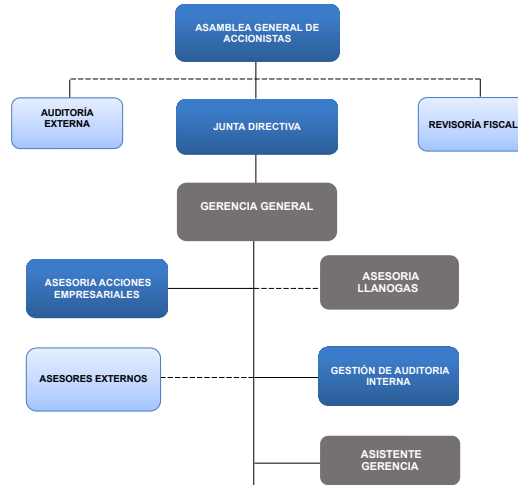 ASAMBLEA GENERAL DE
ACCIONISTAS
AUDITORÍA
EXTERNA
JUNTA DIRECTIVA
REVISORÍA FISCAL
GERENCIA GENERAL
ASESORIA ACCIONES
EMPRESARIALES
ASESORIA
LLANOGAS
ASESORES EXTERNOS
GESTIÓN DE AUDITORIA
INTERNA
ASISTENTE
GERENCIA